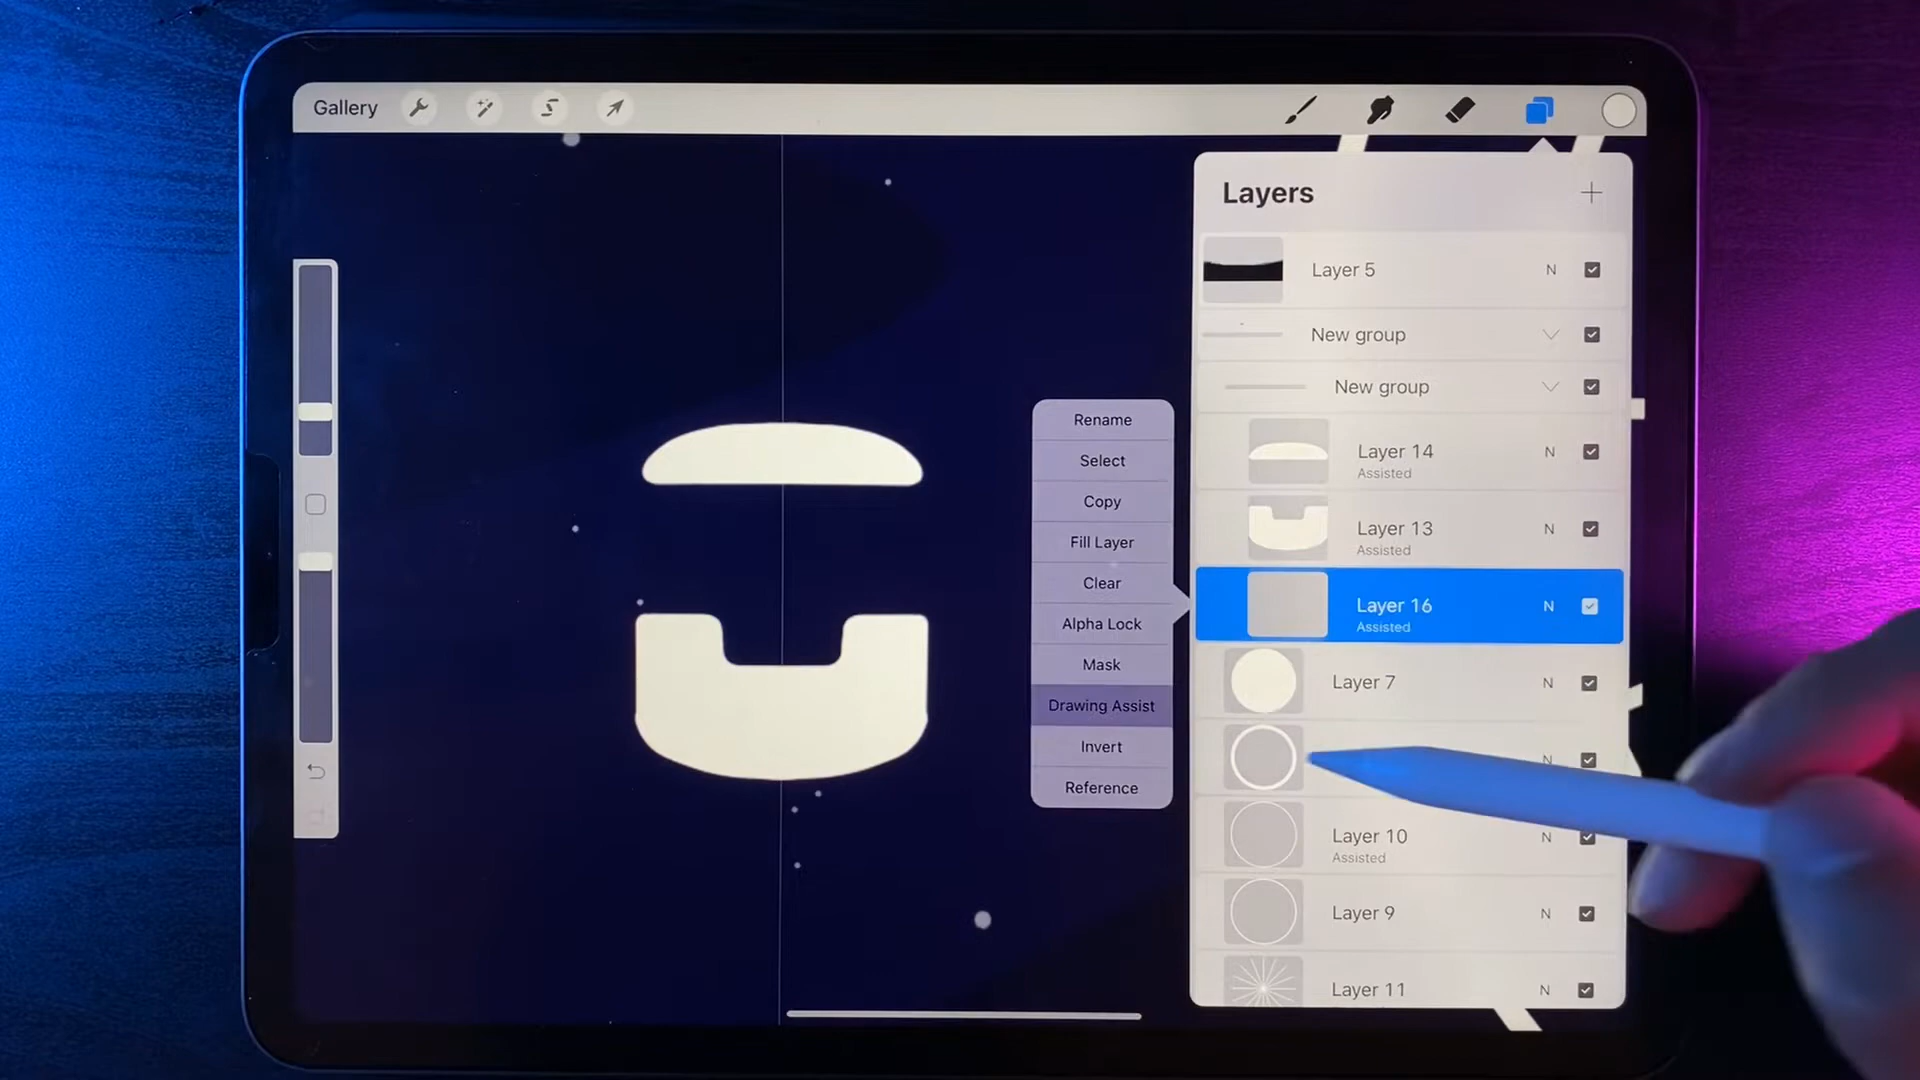 Gallery
Layers
Layer 5 N
New group
New group
Layer 14 N
Assisted
Layer 13 N
Assisted
Layer 16 N
Assisted
Layer 7 N
N
Layer 10 N
Assisted
Layer 9 N
Layer 11 N
Rename
Select
Copy
Fill Layer
Clear
Alpha Lock
Mask
Drawing Assist
Invert
Reference